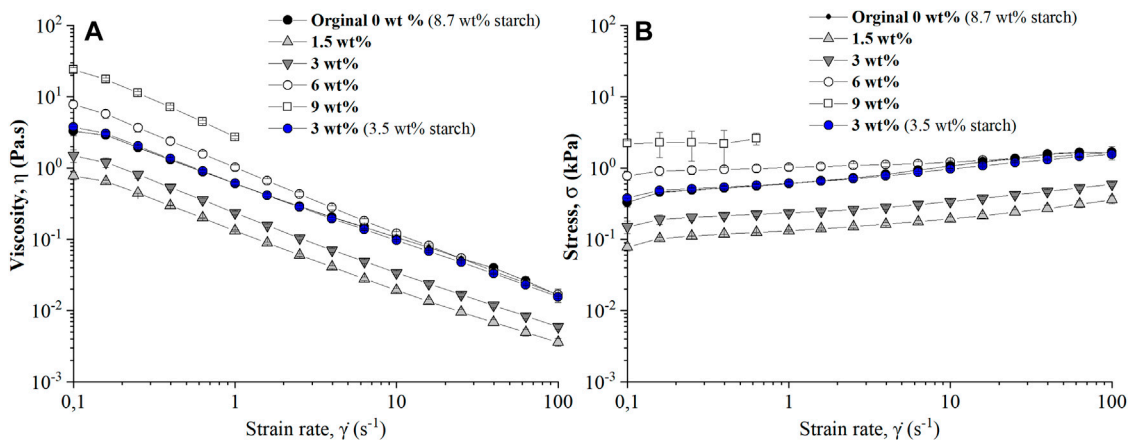 A
Orginal 0 wt % (8.7 wt% starch)
1.5 wt%
3 wt%
6 wt%
9 wt%
3 wt% (3.5 wt% starch)
10³
10²
10¹
10⁰
10⁻¹
10⁻²
10⁻³
Viscosity, η (Pa.s)
0,1
1
10
100
Strain rate, γ̇ (s⁻¹)
B
Orginal 0 wt% (8.7 wt% starch)
1.5 wt%
3 wt%
6 wt%
9 wt%
3 wt% (3.5 wt% starch)
10²
10¹
10⁰
10⁻¹
10⁻²
10⁻³
Stress, σ (kPa)
0,1
1
10
100
Strain rate, γ̇ (s⁻¹)